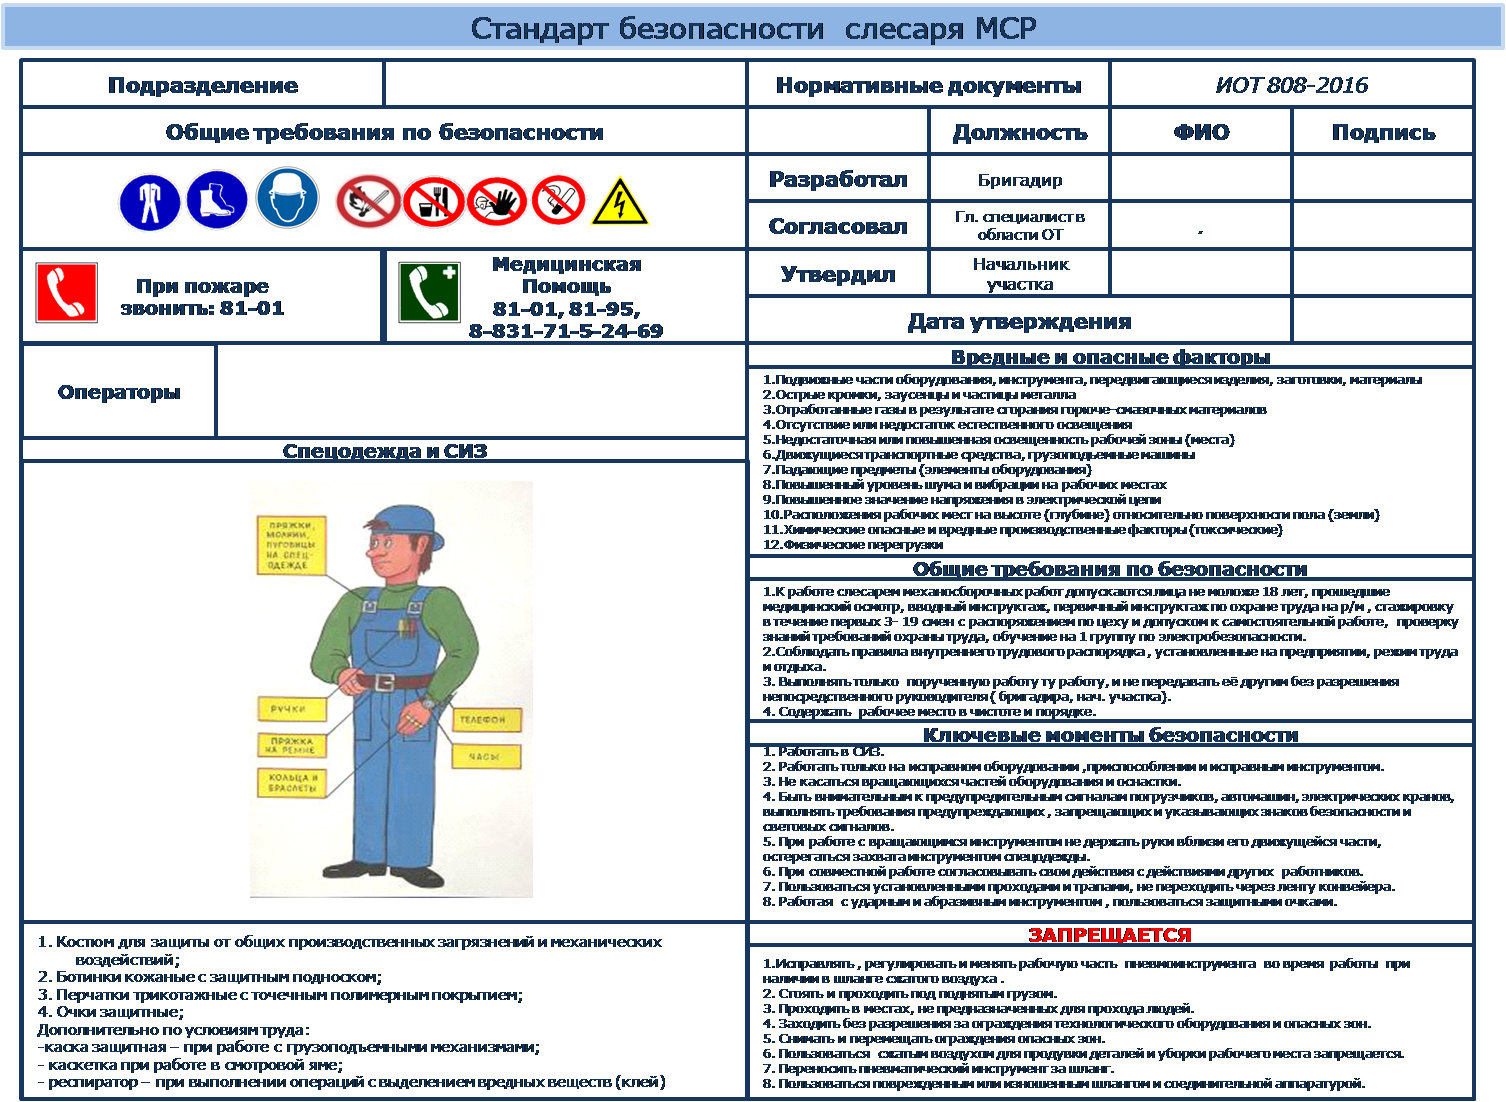 Стандарт безопасности слесаря МСР
Подразделение
Нормативные документы
ИОТ 808-2016
Общие требования по безопасности
Должность
ФИО
Подпись
Разработал
Бригадир
Согласовал
Гл. специалист в
области ОТ
Утвердил
Начальник
участка
Дата утверждения
При пожаре
звонить: 81-01
Медицинская
Помощь
81-01, 81-95,
8-831-71-5-24-69
Операторы
Спецодежда и СИЗ
ПРЯЖКИ,
МОЛНИИ,
ПУГОВИЦЫ
НА СПЕЦ-
ОДЕЖДЕ
РУЧКИ
ПРЯЖКА
НА РЕМНЕ
КОЛЬЦА И
БРАСЛЕТЫ
ТЕЛЕФОН
ЧАСЫ
1. Костюм для защиты от общих производственных загрязнений и механических
воздействий;
2. Ботинки кожаные с защитным подноском;
3. Перчатки трикотажные с точечным полимерным покрытием;
4. Очки защитные;
Дополнительно по условиям труда:
-каска защитная – при работе с грузоподъемными механизмами;
- каскетка при работе в смотровой яме;
- респиратор – при выполнении операций с выделением вредных веществ (клей)
Вредные и опасные факторы
1.Подвижные части оборудования, инструмента, передвигающиеся изделия, заготовки, материалы
2.Острые кромки, заусенцы и частицы металла
3.Отработанные газы в результате сгорания горюче-смазочных материалов
4.Отсутствие или недостаток естественного освещения
5.Недостаточная или повышенная освещенность рабочей зоны (места)
6.Движущиеся транспортные средства, грузоподъемные машины
7.Падающие предметы (элементы оборудования)
8.Повышенный уровень шума и вибрации на рабочих местах
9.Повышенное значение напряжения в электрической цепи
10.Расположения рабочих мест на высоте (глубине) относительно поверхности пола (земли)
11.Химические опасные и вредные производственные факторы (токсические)
12.Физические перегрузки
Общие требования по безопасности
1.К работе слесарем механосборочных работ допускаются лица не моложе 18 лет, прошедшие
медицинский осмотр, вводный инструктаж, первичный инструктаж по охране труда на р/м , стажировку
в течение первых 3- 19 смен с распоряжением по цеху и допуском к самостоятельной работе, проверку
знаний требований охраны труда, обучение на 1 группу по электробезопасности.
2.Соблюдать правила внутреннего трудового распорядка , установленные на предприятии, режим труда
и отдыха.
3. Выполнять только порученную работу ту работу, и не передавать её другим без разрешения
непосредственного руководителя ( бригадира, нач. участка).
4. Содержать рабочее место в чистоте и порядке.
Ключевые моменты безопасности
1. Работать в СИЗ.
2. Работать только на исправном оборудовании ,приспособлении и исправным инструментом.
3. Не касаться вращающихся частей оборудования и оснастки.
4. Быть внимательным к предупредительным сигналам погрузчиков, автомашин, электрических кранов,
выполнять требования предупреждающих , запрещающих и указывающих знаков безопасности и
световых сигналов.
5. При работе с вращающимся инструментом не держать руки вблизи его движущейся части,
остерегаться захвата инструментом спецодежды.
6. При совместной работе согласовывать свои действия с действиями других работников.
7. Пользоваться установленными проходами и трапами, не переходить через ленту конвейера.
8. Работая с ударным и абразивным инструментом , пользоваться защитными очками.
ЗАПРЕЩАЕТСЯ
1.Исправлять , регулировать и менять рабочую часть пневмоинструмента во время работы при
наличии в шланге сжатого воздуха .
2. Стоять и проходить под поднятым грузом.
3. Проходить в местах, не предназначенных для прохода людей.
4. Заходить без разрешения за ограждения технологического оборудования и опасных зон.
5. Снимать и перемещать ограждения опасных зон.
6. Пользоваться сжатым воздухом для продувки деталей и уборки рабочего места запрещается.
7. Переносить пневматический инструмент за шланг.
8. Пользоваться поврежденным или изношенным шлангом и соединительной аппаратурой.